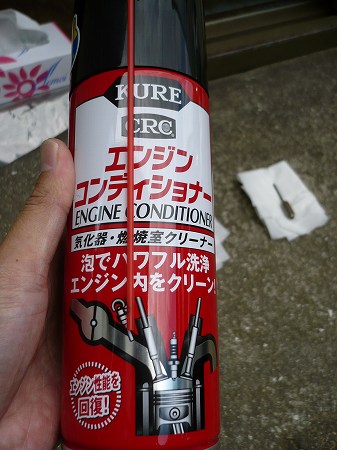 KURE
CRC
エンジン
コンディショナー
ENGINE CONDITIONER
気化器・燃焼室クリーナー
泡でパワフル洗浄
エンジン内をクリーン!
エンジン性能を
回復!